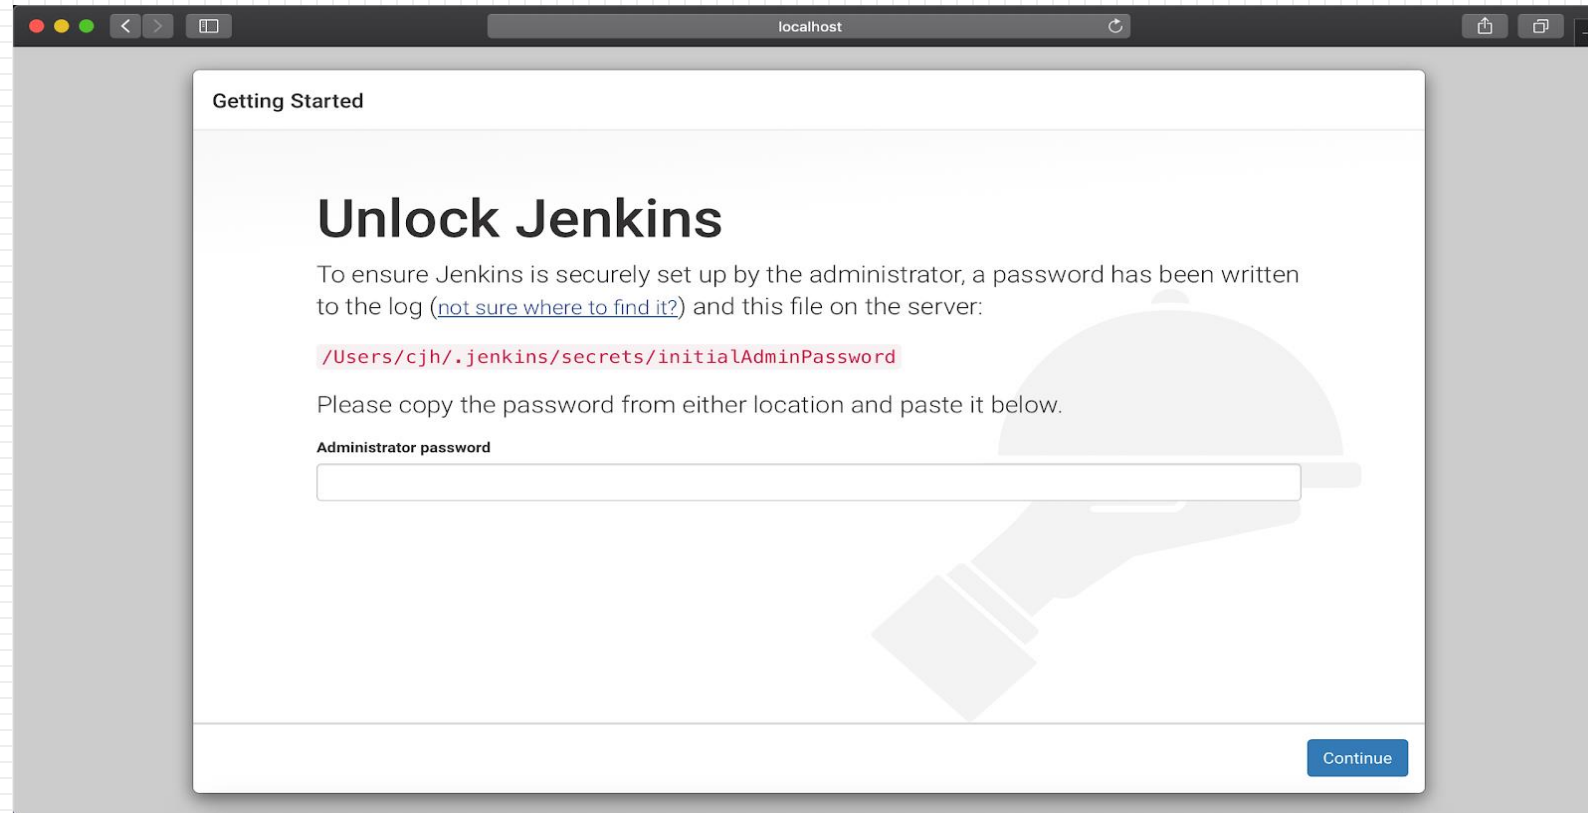 localhost
Getting Started
Unlock Jenkins
To ensure Jenkins is securely set up by the administrator, a password has been written
to the log (not sure where to find it?) and this file on the server:
/Users/cjh/.jenkins/secrets/initialAdminPassword
Please copy the password from either location and paste it below.
Administrator password
Continue